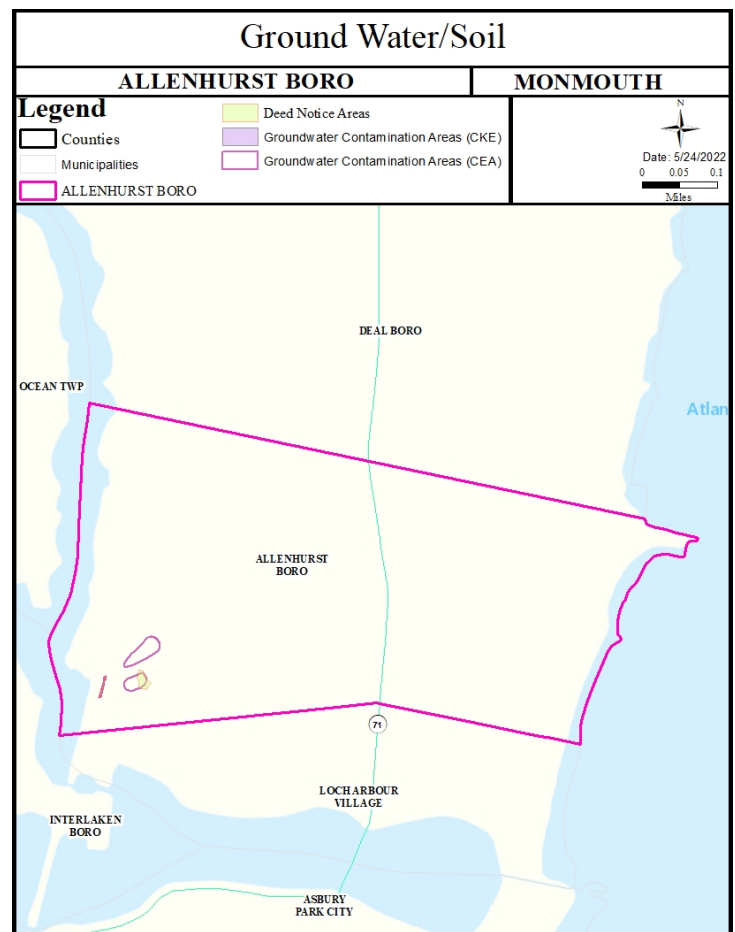 Ground Water/Soil
ALLENHURST BORO
MONMOUTH
Legend
Counties
Municipalities
ALLENHURST BORO
Deed Notice Areas
Groundwater Contamination Areas (CKE)
Groundwater Contamination Areas (CEA)
N
Date: 5/24/2022
0 0.05 0.1
Miles
DEAL BORO
OCEAN TWP
Atlan
ALLENHURST
BORO
71
LOCH ARBOUR
VILLAGE
INTERLAKEN
BORO
ASBURY
PARK CITY